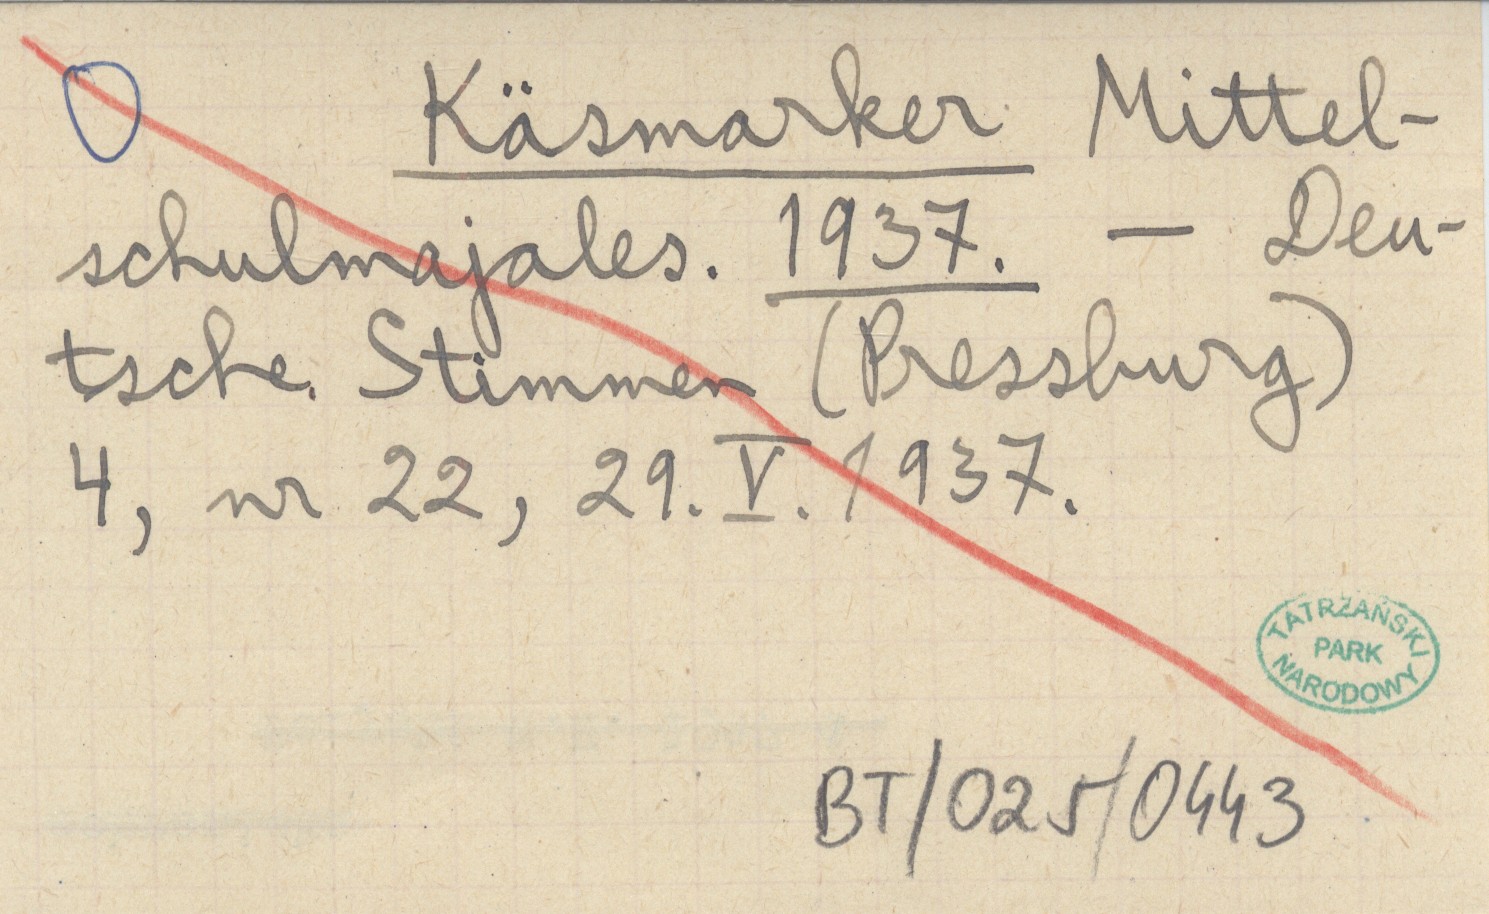 Käsmarker Mittel-
schulmajales. 1937. — Deu-
tsche Stimmen (Pressburg)
4, nr 22, 29. V. 1937.
TATRZAŃSKI
PARK
NARODOWY
BT/025/0443